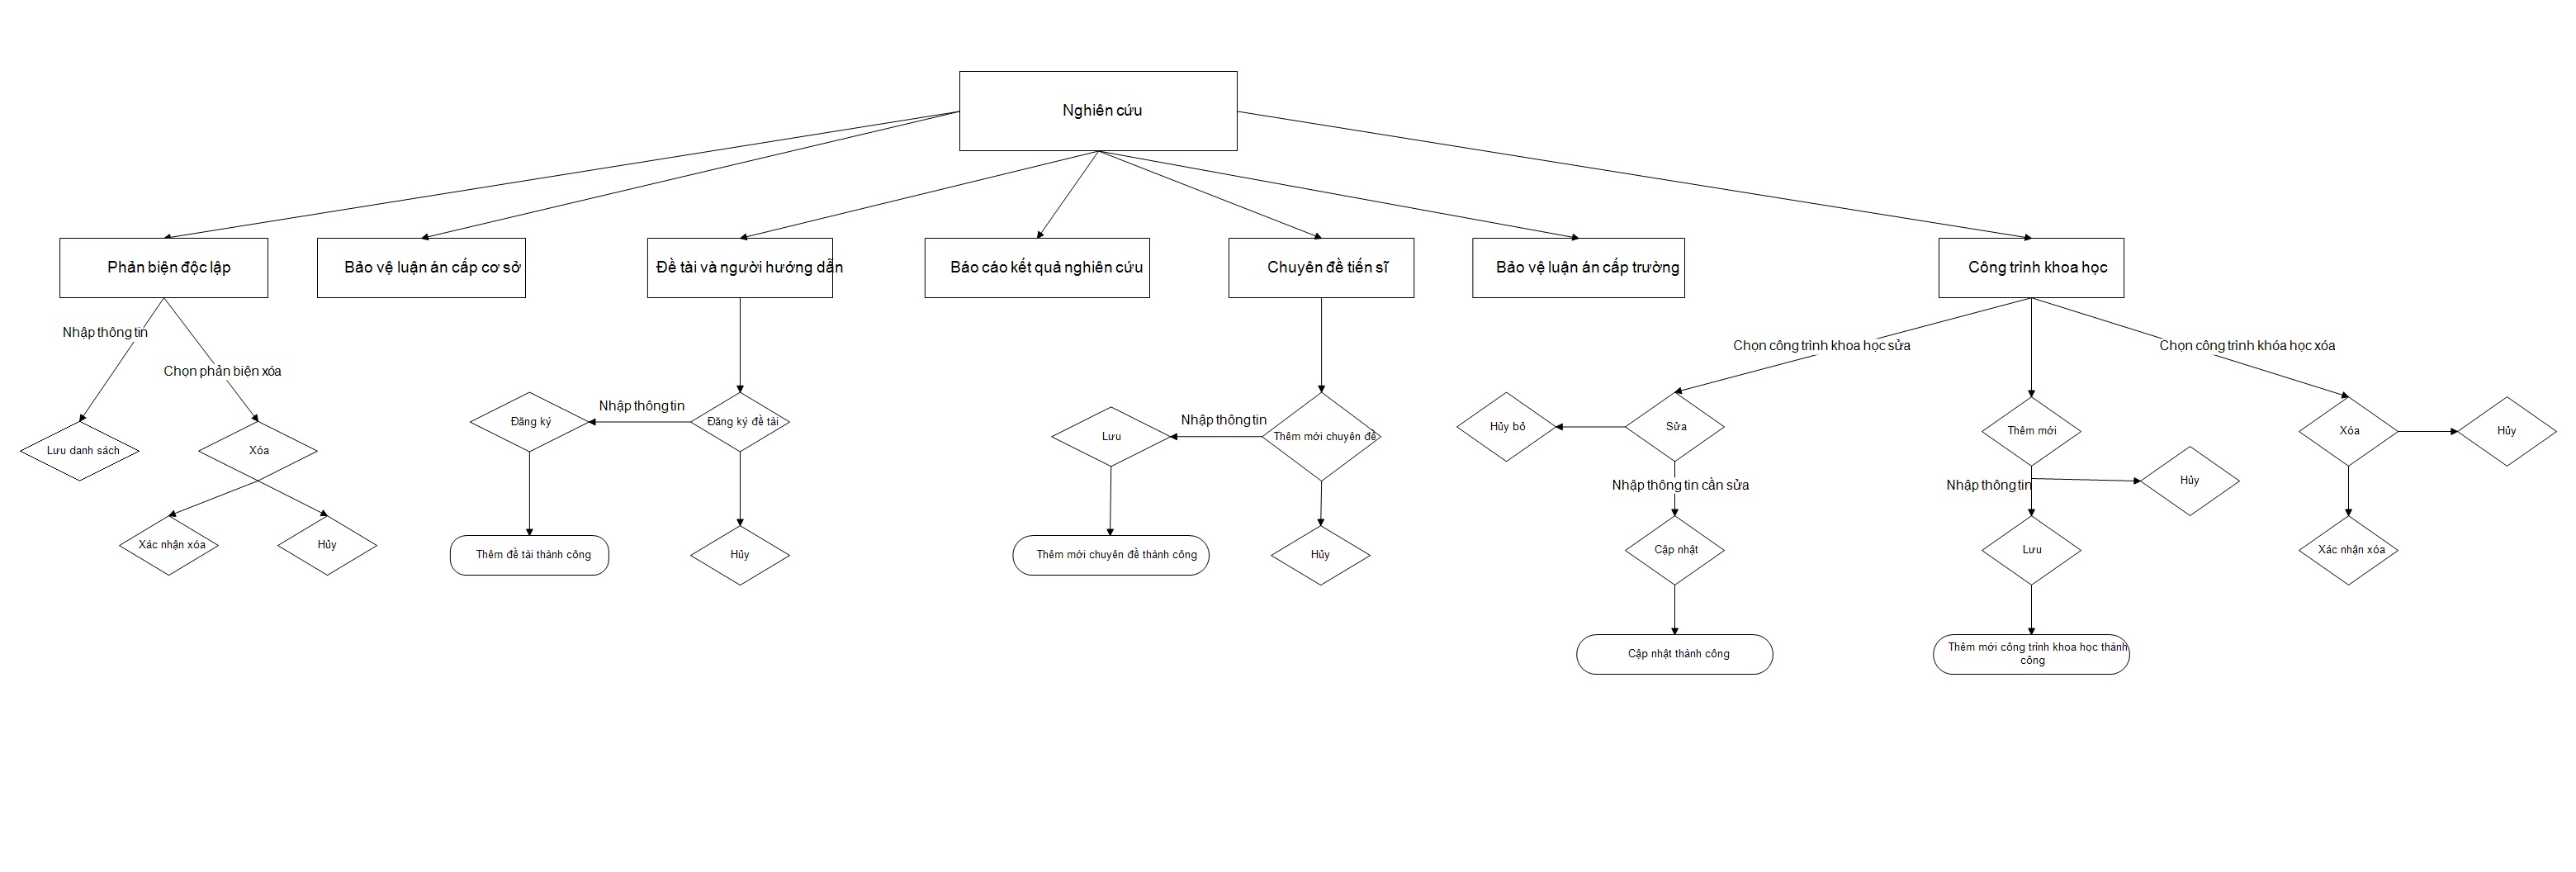 Nghiên cứu
Phản biện độc lập
Bảo vệ luận án cấp cơ sở
Đề tài và người hướng dẫn
Báo cáo kết quả nghiên cứu
Chuyên đề tiến sĩ
Bảo vệ luận án cấp trường
Công trình khoa học
Nhập thông tin
Chọn công trình khoa học sửa
Chọn công trình khóa học xóa
Chọn phản biện xóa
Nhập thông tin
Nhập thông tin
Đăng ký
Đăng ký đề tài
Lưu
Thêm mới chuyên đề
Hủy bỏ
Sửa
Thêm mới
Xóa
Hủy
Lưu danh sách
Xóa
Nhập thông tin cần sửa
Nhập thông tin
Hủy
Xác nhận xóa
Hủy
Thêm đề tài thành công
Hủy
Thêm mới chuyên đề thành công
Hủy
Cập nhật
Lưu
Xác nhận xóa
Cập nhật thành công
Thêm mới công trình khoa học thành
công